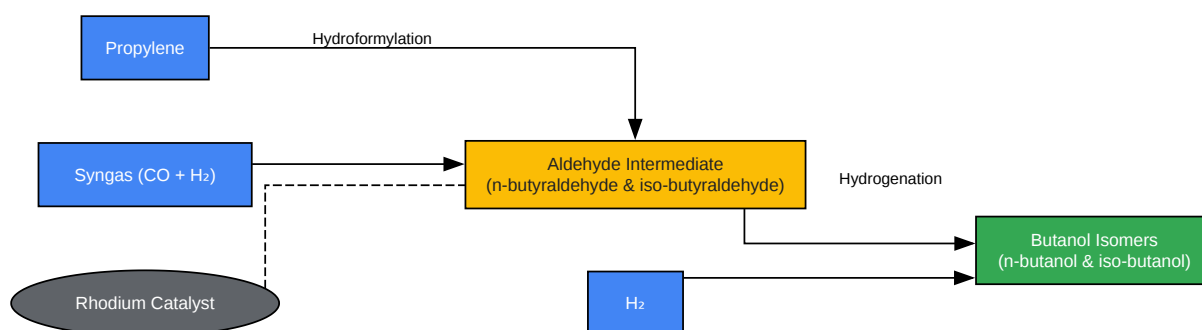 Propylene
Hydroformylation
Syngas (CO + H₂)
Aldehyde Intermediate
(n-butyraldehyde & iso-butyraldehyde)
Hydrogenation
Butanol Isomers
(n-butanol & iso-butanol)
Rhodium Catalyst
H₂